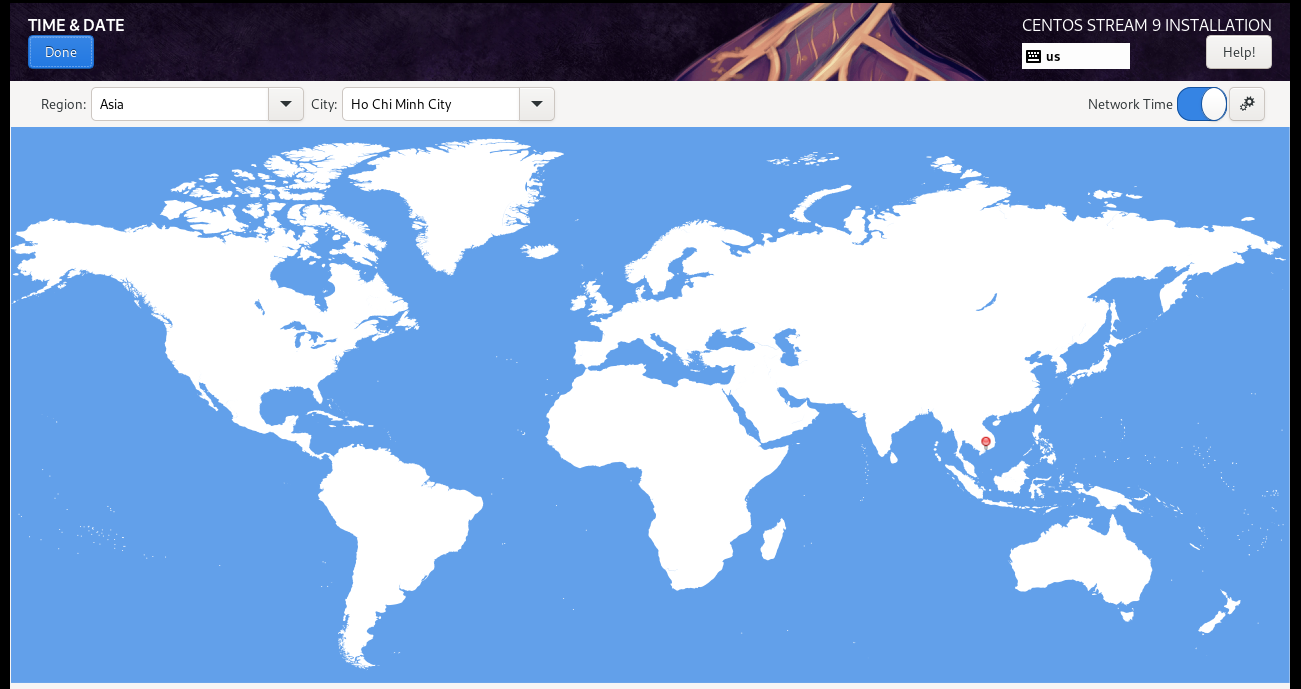 TIME & DATE
CENTOS STREAM 9 INSTALLATION
Done
us
Help!
Region:
Asia
City:
Ho Chi Minh City
Network Time